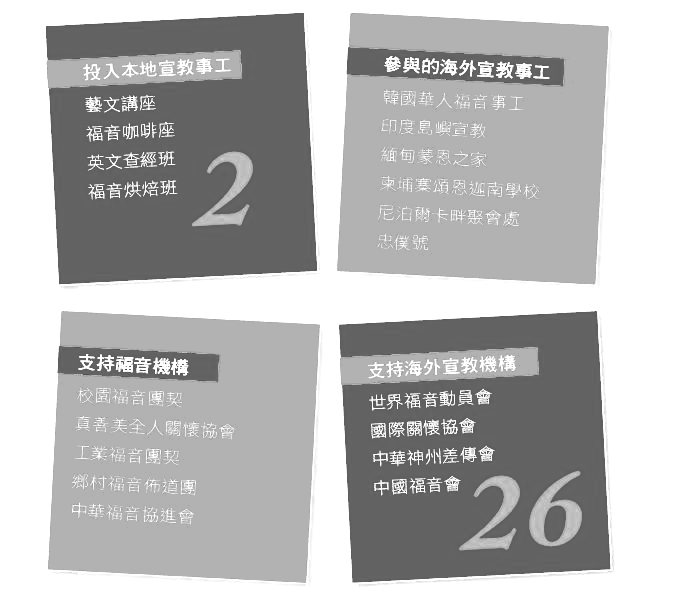 投入本地宣教事工
藝文講座
福音咖啡座
英文查經班
福音烘焙班
2
參與的海外宣教事工
韓國華人福音事工
印度島嶼宣教
緬甸蒙恩之家
柬埔寨頌恩迦南學校
尼泊爾卡畔聚會處
忠僕號
支持福音機構
校園福音團契
真善美全人關懷協會
工業福音團契
鄉村福音佈道團
中華福音協進會
支持海外宣教機構
世界福音動員會
國際關懷協會
中華神州差傳會
中國福音會
26